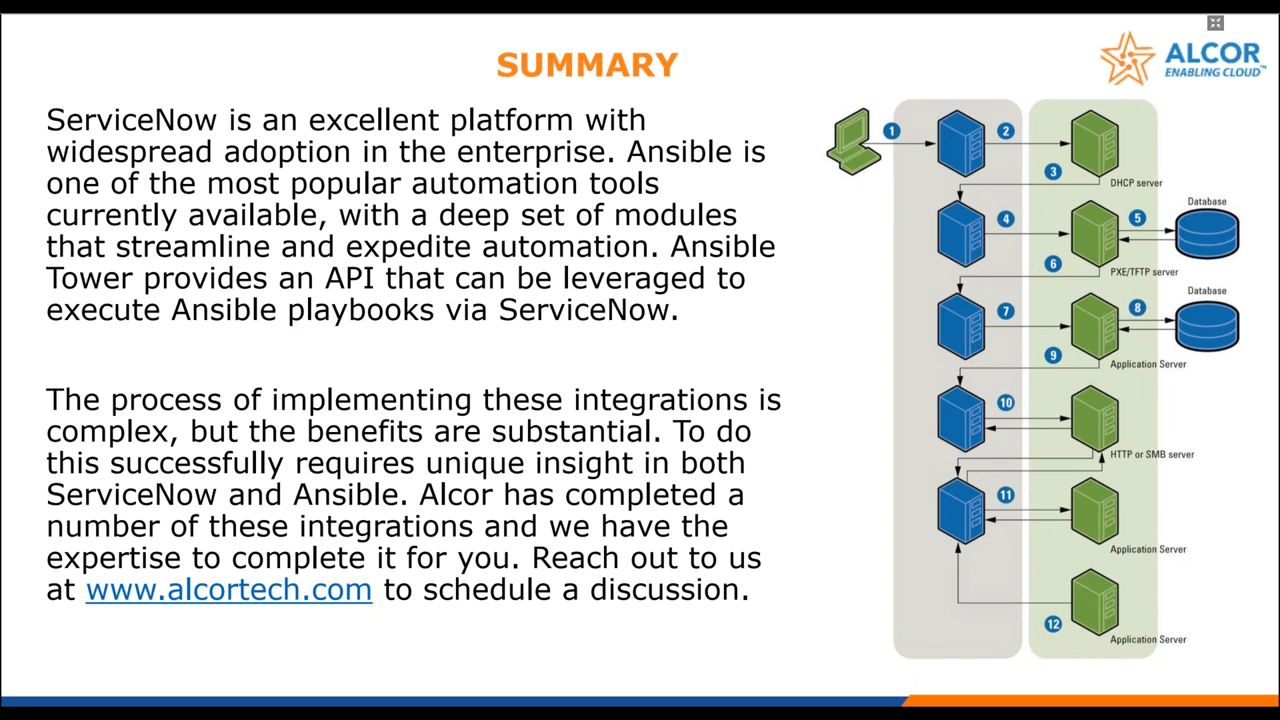 SUMMARY
ALCOR
ENABLING CLOUD™
ServiceNow is an excellent platform with
widespread adoption in the enterprise. Ansible is
one of the most popular automation tools
currently available, with a deep set of modules
that streamline and expedite automation. Ansible
Tower provides an API that can be leveraged to
execute Ansible playbooks via ServiceNow.
The process of implementing these integrations is
complex, but the benefits are substantial. To do
this successfully requires unique insight in both
ServiceNow and Ansible. Alcor has completed a
number of these integrations and we have the
expertise to complete it for you. Reach out to us
at www.alcortech.com to schedule a discussion.
1
2
3
DHCP server
4
5
Database
6
PXE/TFTP server
7
8
Database
9
Application Server
10
HTTP or SMB server
11
Application Server
12
Application Server